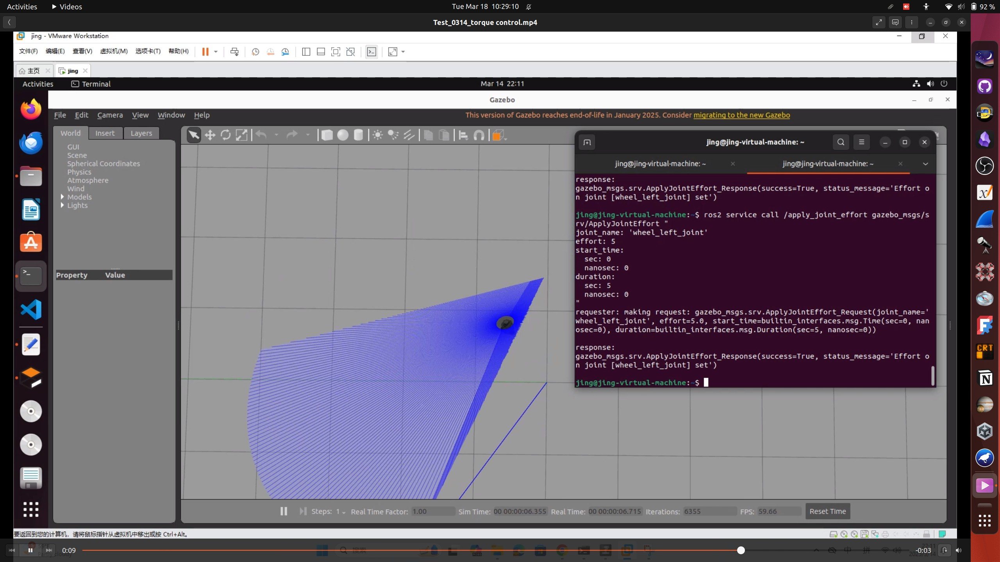 Activities
Videos
Tue Mar 18 10:29:10
92 %
Test_0314_torque control.mp4
jing - VMware Workstation
文件(F) 编辑(E) 查看(V) 虚拟机(M) 选项卡(T) 帮助(H)
主页
jing
Activities
Terminal
Mar 14 22:11
Gazebo
File Edit Camera View Window Help
This version of Gazebo reaches end-of-life in January 2025. Consider migrating to the new Gazebo
World Insert Layers
GUI
Scene
Spherical Coordinates
Physics
Atmosphere
Wind
Models
Lights
Property Value
jing@jing-virtual-machine: ~
jing@jing-virtual-machine: ~
jing@jing-virtual-machine: ~
response:
gazebo_msgs.srv.ApplyJointEffort_Response(success=True, status_message='Effort o
n joint [wheel_left_joint] set')
jing@jing-virtual-machine:~$ ros2 service call /apply_joint_effort gazebo_msgs/s
rv/ApplyJointEffort "
joint_name: 'wheel_left_joint'
effort: 5
start_time:
sec: 0
nanosec: 0
duration:
sec: 5
nanosec: 0
"
requester: making request: gazebo_msgs.srv.ApplyJointEffort_Request(joint_name='
wheel_left_joint', effort=5.0, start_time=builtin_interfaces.msg.Time(sec=0, nan
osec=0), duration=builtin_interfaces.msg.Duration(sec=5, nanosec=0))
response:
gazebo_msgs.srv.ApplyJointEffort_Response(success=True, status_message='Effort o
n joint [wheel_left_joint] set')
jing@jing-virtual-machine:~$
Steps: 1 Real Time Factor: 1.00 Sim Time: 00 00:00:06.355 Real Time: 00 00:00:06.715 Iterations: 6355 FPS: 59.66 Reset Time
要返回到您的计算机，请将鼠标指针从虚拟机中移出或按 Ctrl+Alt。
59°F
Partly cloudy
0:09
搜索
中 拼
22:11
-0:03
CRT